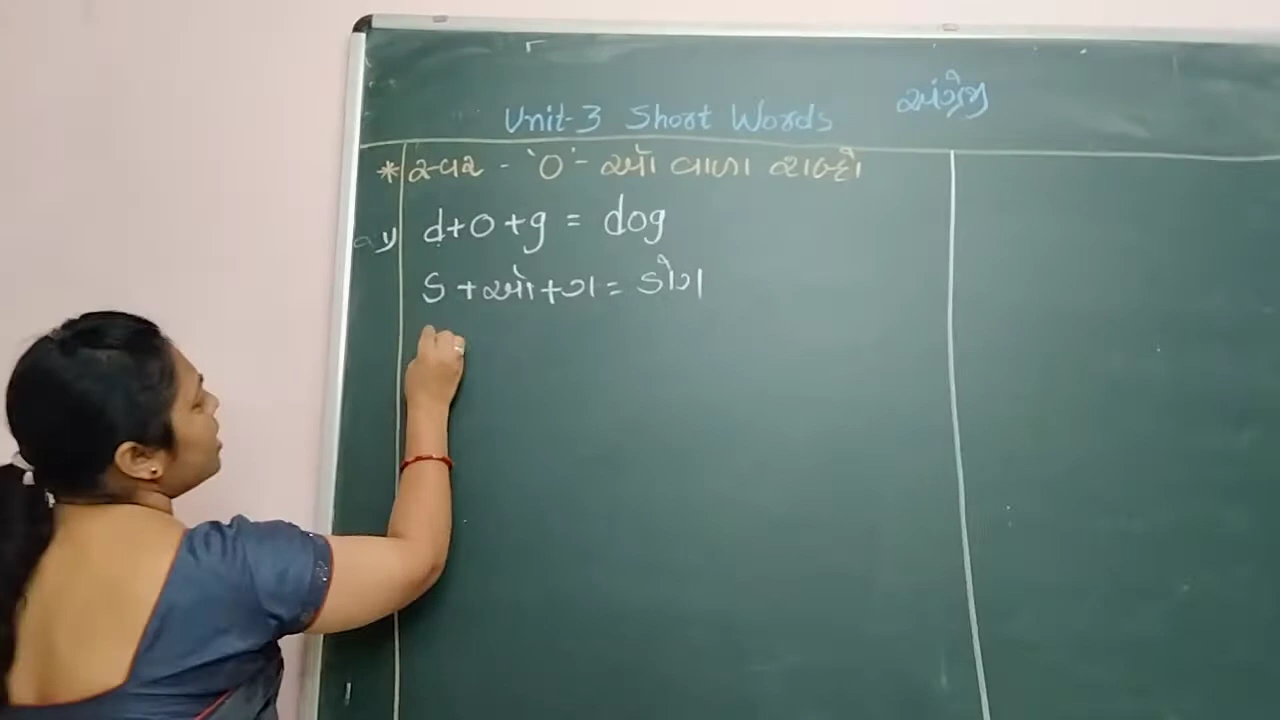 Unit-3 Short Words અંગ્રેજી
* સ્વર - 'O' - ઑ વાળા શબ્દો
d+o+g = dog
ડ+ઑ+ગ = ડૉગ